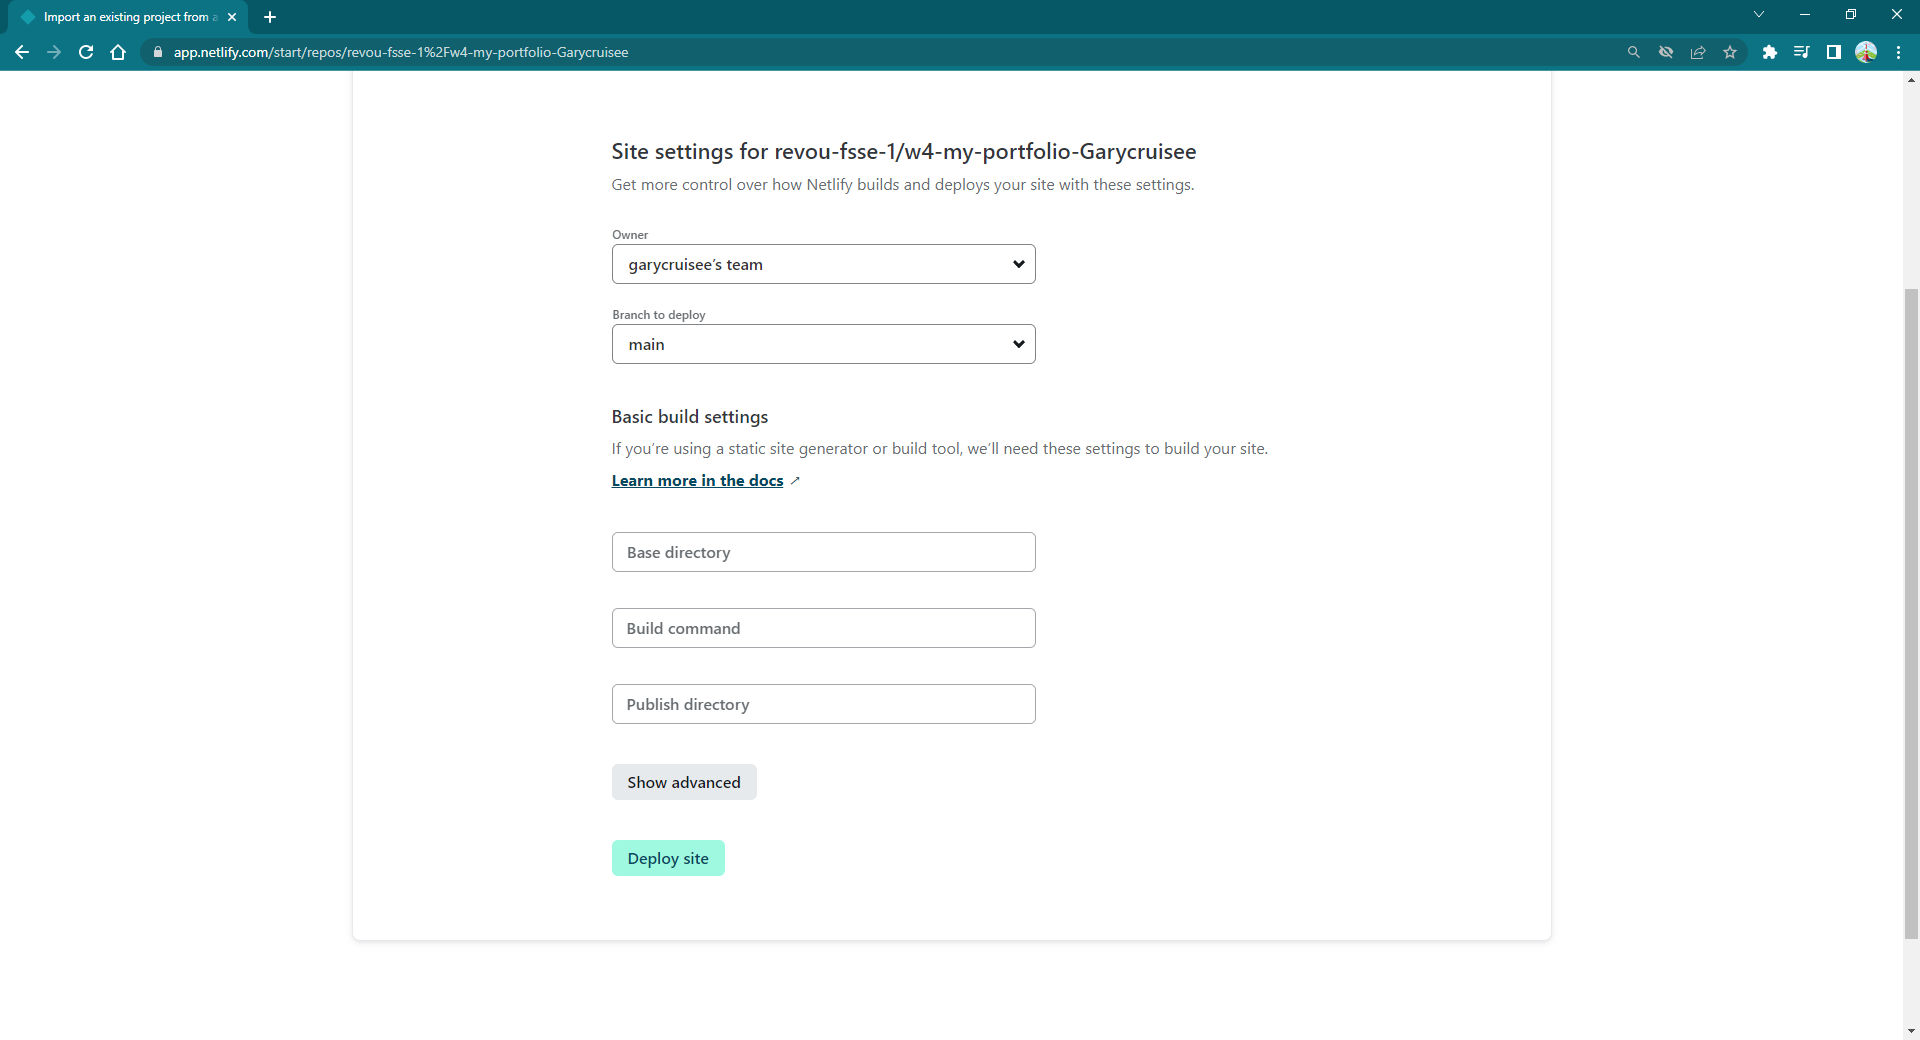 Import an existing project from a
app.netlify.com/start/repos/revou-fsse-1%2Fw4-my-portfolio-Garycruisee
Site settings for revou-fsse-1/w4-my-portfolio-Garycruisee
Get more control over how Netlify builds and deploys your site with these settings.
Owner
garycruisee’s team
Branch to deploy
main
Basic build settings
If you’re using a static site generator or build tool, we’ll need these settings to build your site.
Learn more in the docs ↗
Base directory
Build command
Publish directory
Show advanced
Deploy site